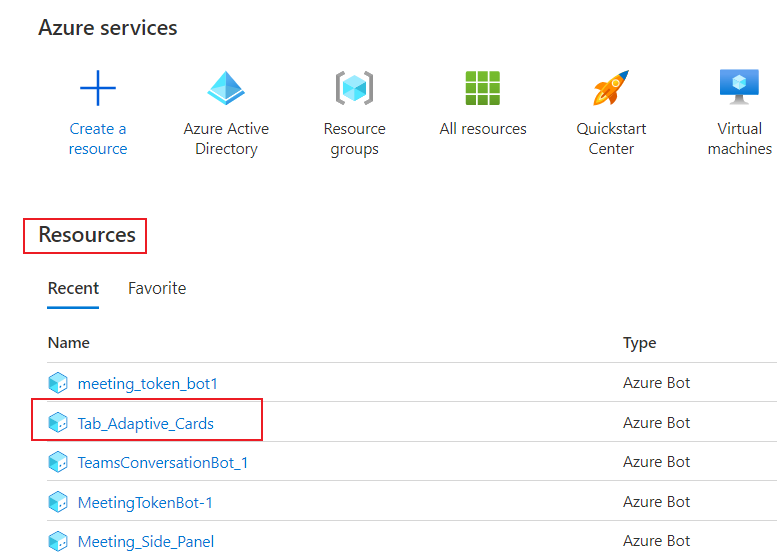 Azure services
Create a
resource
Azure Active
Directory
Resource
groups
All resources
Quickstart
Center
Virtual
machines
Resources
Recent Favorite
Name Type
meeting_token_bot1 Azure Bot
Tab_Adaptive_Cards Azure Bot
TeamsConversationBot_1 Azure Bot
MeetingTokenBot-1 Azure Bot
Meeting_Side_Panel Azure Bot